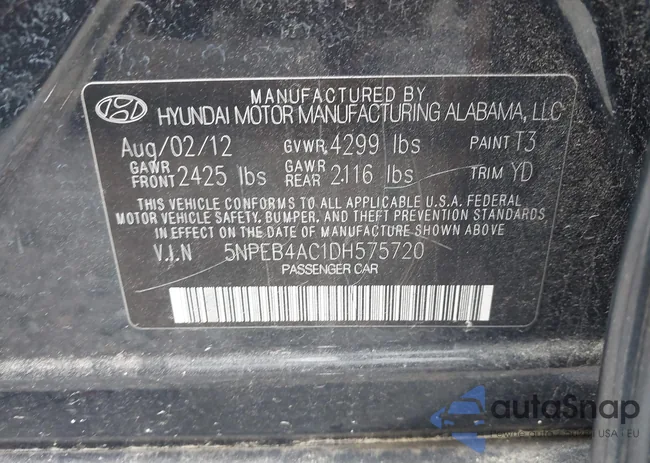 MANUFACTURED BY
HYUNDAI MOTOR MANUFACTURING ALABAMA, LLC
Aug/02/12 GVWR 4299 lbs PAINT T3
GAWR FRONT 2425 lbs GAWR REAR 2116 lbs TRIM YD
THIS VEHICLE CONFORMS TO ALL APPLICABLE U.S.A. FEDERAL
MOTOR VEHICLE SAFETY, BUMPER, AND THEFT PREVENTION STANDARDS
IN EFFECT ON THE DATE OF MANUFACTURE SHOWN ABOVE
V.I.N 5NPEB4AC1DH575720
PASSENGER CAR
autoSnap
USA - EU